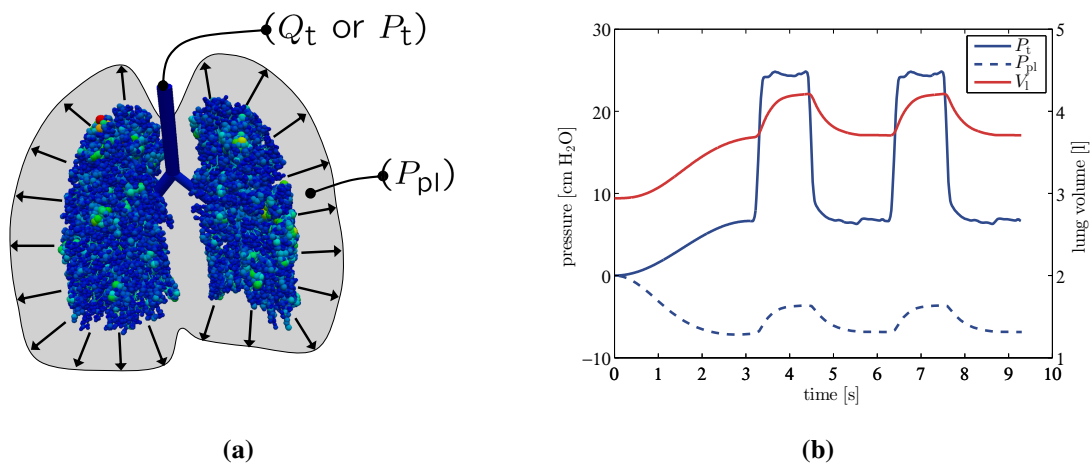 (Qt or Pt)
(Ppl)
(a)
30
20
10
0
−10
pressure [cm H2O]
0 1 2 3 4 5 6 7 8 9 10
time [s]
5
4
3
2
1
lung volume [l]
Pt
Ppl
Vl
(b)